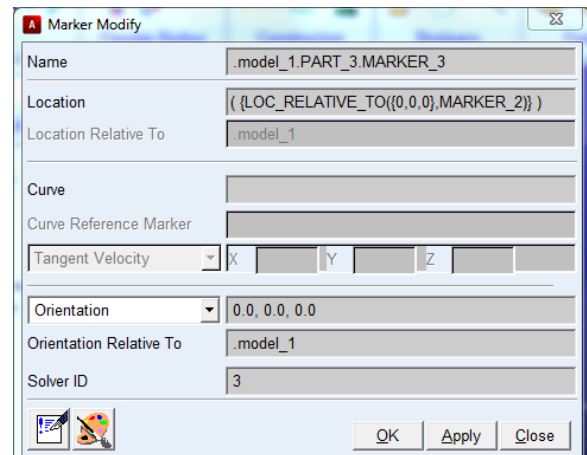 Marker Modify
Name .model_1.PART_3.MARKER_3
Location ( {LOC_RELATIVE_TO({0,0,0},MARKER_2)} )
Location Relative To .model_1
Curve
Curve Reference Marker
Tangent Velocity X Y Z
Orientation 0.0, 0.0, 0.0
Orientation Relative To .model_1
Solver ID 3
OK Apply Close